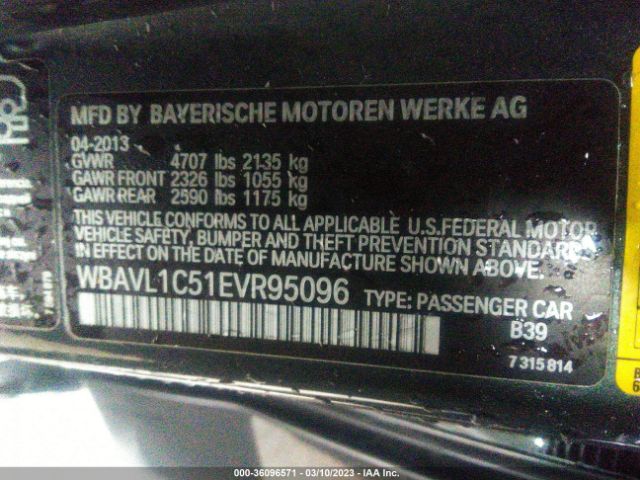 MFD BY BAYERISCHE MOTOREN WERKE AG
04-2013
GVWR 4707 lbs 2135 kg
GAWR FRONT 2326 lbs 1055 kg
GAWR REAR 2590 lbs 1175 kg
THIS VEHICLE CONFORMS TO ALL APPLICABLE U.S.FEDERAL MOTOR
VEHICLE SAFETY, BUMPER AND THEFT PREVENTION STANDARDS
IN EFFECT ON THE DATE OF MANUFACTURE SHOWN ABOVE.
WBAVL1C51EVR95096 TYPE: PASSENGER CAR
B39
7 315 814
000-36096571 — 03/10/2023 — IAA Inc.